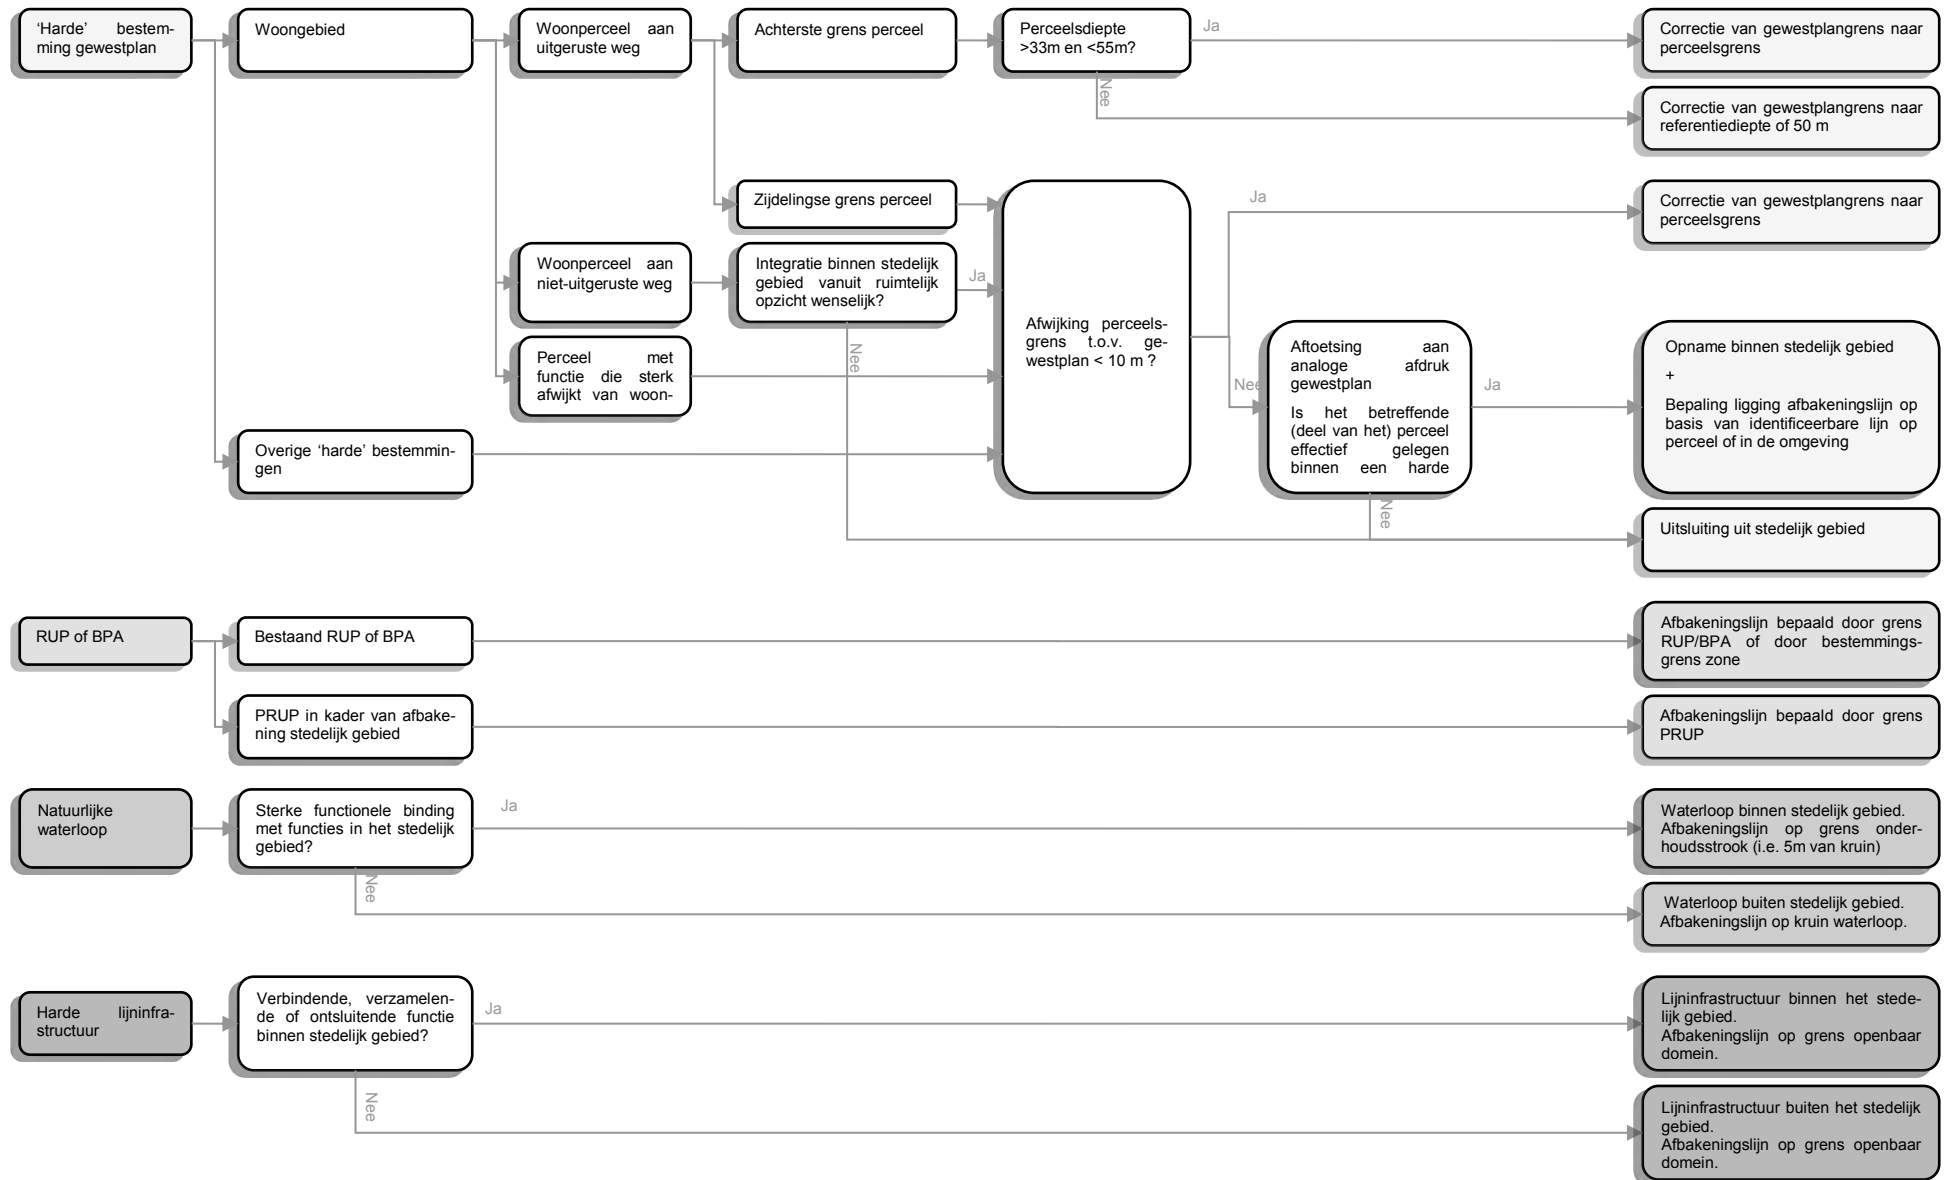 ‘Harde’ bestem-
ming gewestplan
Woongebied
Woonperceel aan
uitgeruste weg
Achterste grens perceel
Perceelsdiepte
>33m en <55m?
Ja
Nee
Correctie van gewestplangrens naar
perceelsgrens
Correctie van gewestplangrens naar
referentiediepte of 50 m
Zijdelingse grens perceel
Ja
Correctie van gewestplangrens naar
perceelsgrens
Woonperceel aan
niet-uitgeruste weg
Integratie binnen stedelijk
gebied vanuit ruimtelijk
opzicht wenselijk?
Ja
Nee
Perceel met
functie die sterk
afwijkt van woon-
Afwijking perceels-
grens t.o.v. ge-
westplan < 10 m ?
Nee
Aftoetsing aan
analoge afdruk
gewestplan
Is het betreffende
(deel van het) perceel
effectief gelegen
binnen een harde
Ja
Nee
Opname binnen stedelijk gebied
+
Bepaling ligging afbakeningslijn op
basis van identificeerbare lijn op
perceel of in de omgeving
Overige ‘harde’ bestemmin-
gen
Uitsluiting uit stedelijk gebied
RUP of BPA
Bestaand RUP of BPA
Afbakeningslijn bepaald door grens
RUP/BPA of door bestemmings-
grens zone
PRUP in kader van afbake-
ning stedelijk gebied
Afbakeningslijn bepaald door grens
PRUP
Natuurlijke
waterloop
Sterke functionele binding
met functies in het stedelijk
gebied?
Ja
Nee
Waterloop binnen stedelijk gebied.
Afbakeningslijn op grens onder-
houdsstrook (i.e. 5m van kruin)
Waterloop buiten stedelijk gebied.
Afbakeningslijn op kruin waterloop.
Harde lijninfra-
structuur
Verbindende, verzamelen-
de of ontsluitende functie
binnen stedelijk gebied?
Ja
Nee
Lijninfrastructuur binnen het stede-
lijk gebied.
Afbakeningslijn op grens openbaar
domein.
Lijninfrastructuur buiten het stedelijk
gebied.
Afbakeningslijn op grens openbaar
domein.